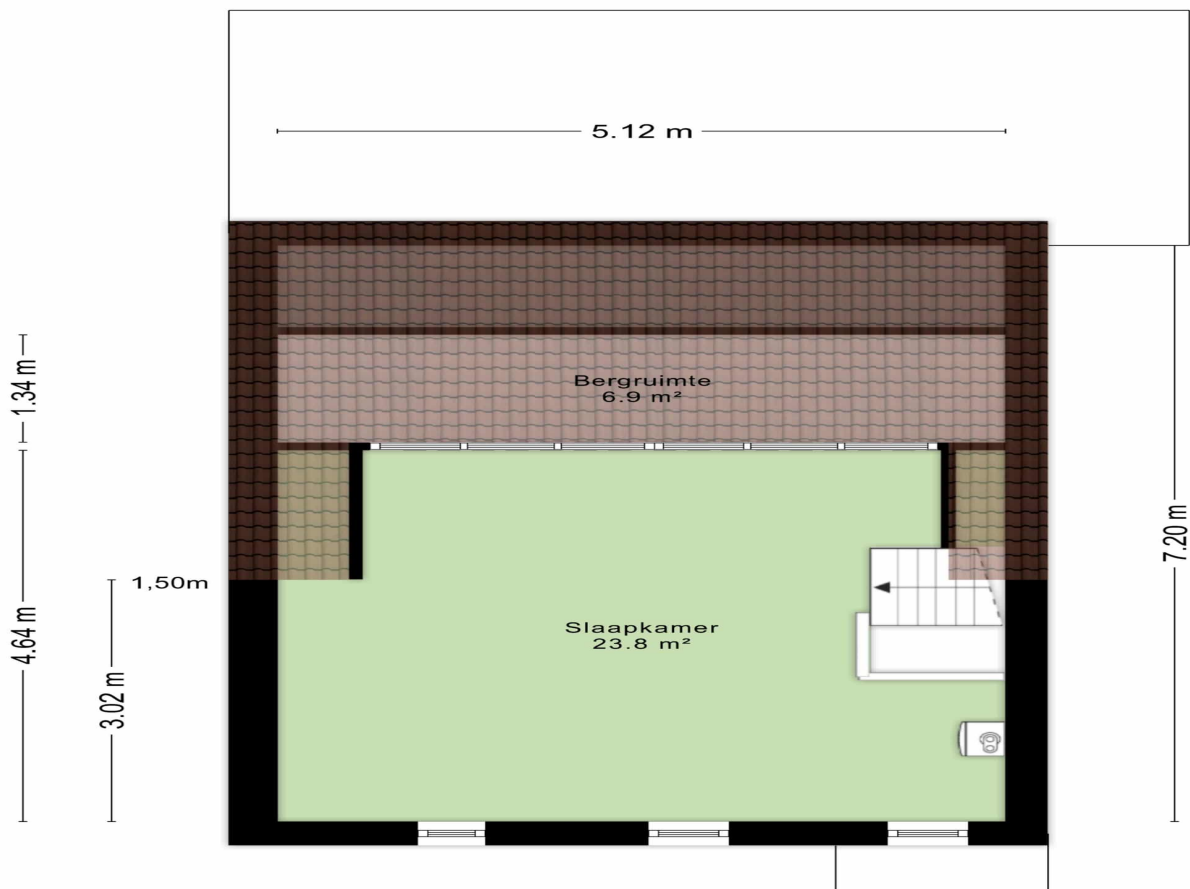 5.12 m
1.34 m
Bergruimte
6.9 m²
7.20 m
1,50m
4.64 m
Slaapkamer
23.8 m²
3.02 m